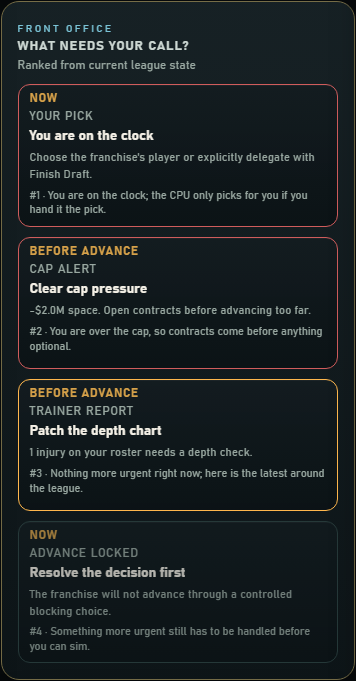 FRONT OFFICE
WHAT NEEDS YOUR CALL?
Ranked from current league state
NOW
YOUR PICK
You are on the clock
Choose the franchise's player or explicitly delegate with
Finish Draft.
#1 · You are on the clock; the CPU only picks for you if you
hand it the pick.
BEFORE ADVANCE
CAP ALERT
Clear cap pressure
-$2.0M space. Open contracts before advancing too far.
#2 · You are over the cap, so contracts come before anything
optional.
BEFORE ADVANCE
TRAINER REPORT
Patch the depth chart
1 injury on your roster needs a depth check.
#3 · Nothing more urgent right now; here is the latest around
the league.
NOW
ADVANCE LOCKED
Resolve the decision first
The franchise will not advance through a controlled
blocking choice.
#4 · Something more urgent still has to be handled before
you can sim.